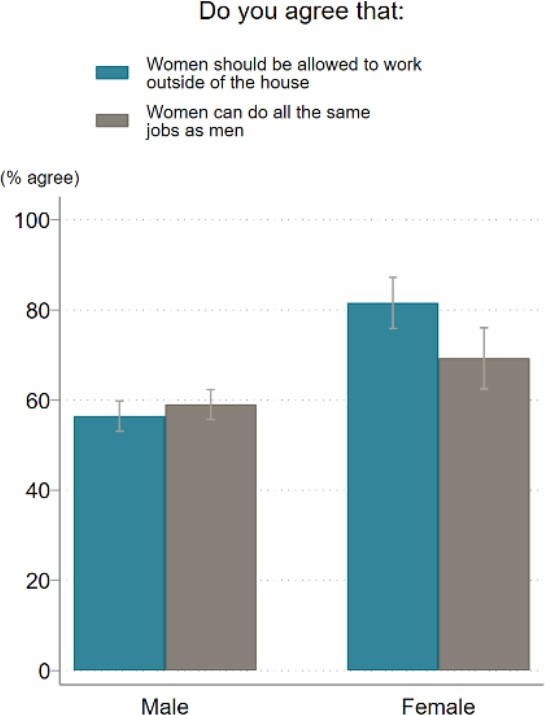 Do you agree that:
Women should be allowed to work
outside of the house
Women can do all the same
jobs as men
(% agree)
100
80
60
40
20
0
Male Female